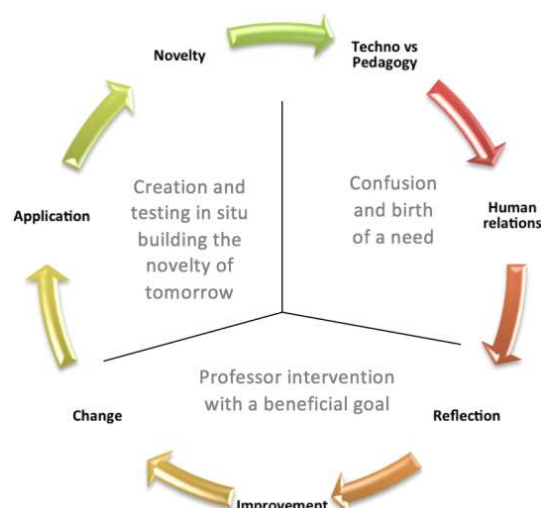 Novelty
Techno vs
Pedagogy
Human
relations
Reflection
Improvement
Change
Application
Creation and
testing in situ
building the
novelty of
tomorrow
Confusion
and birth
of a need
Professor intervention
with a beneficial goal